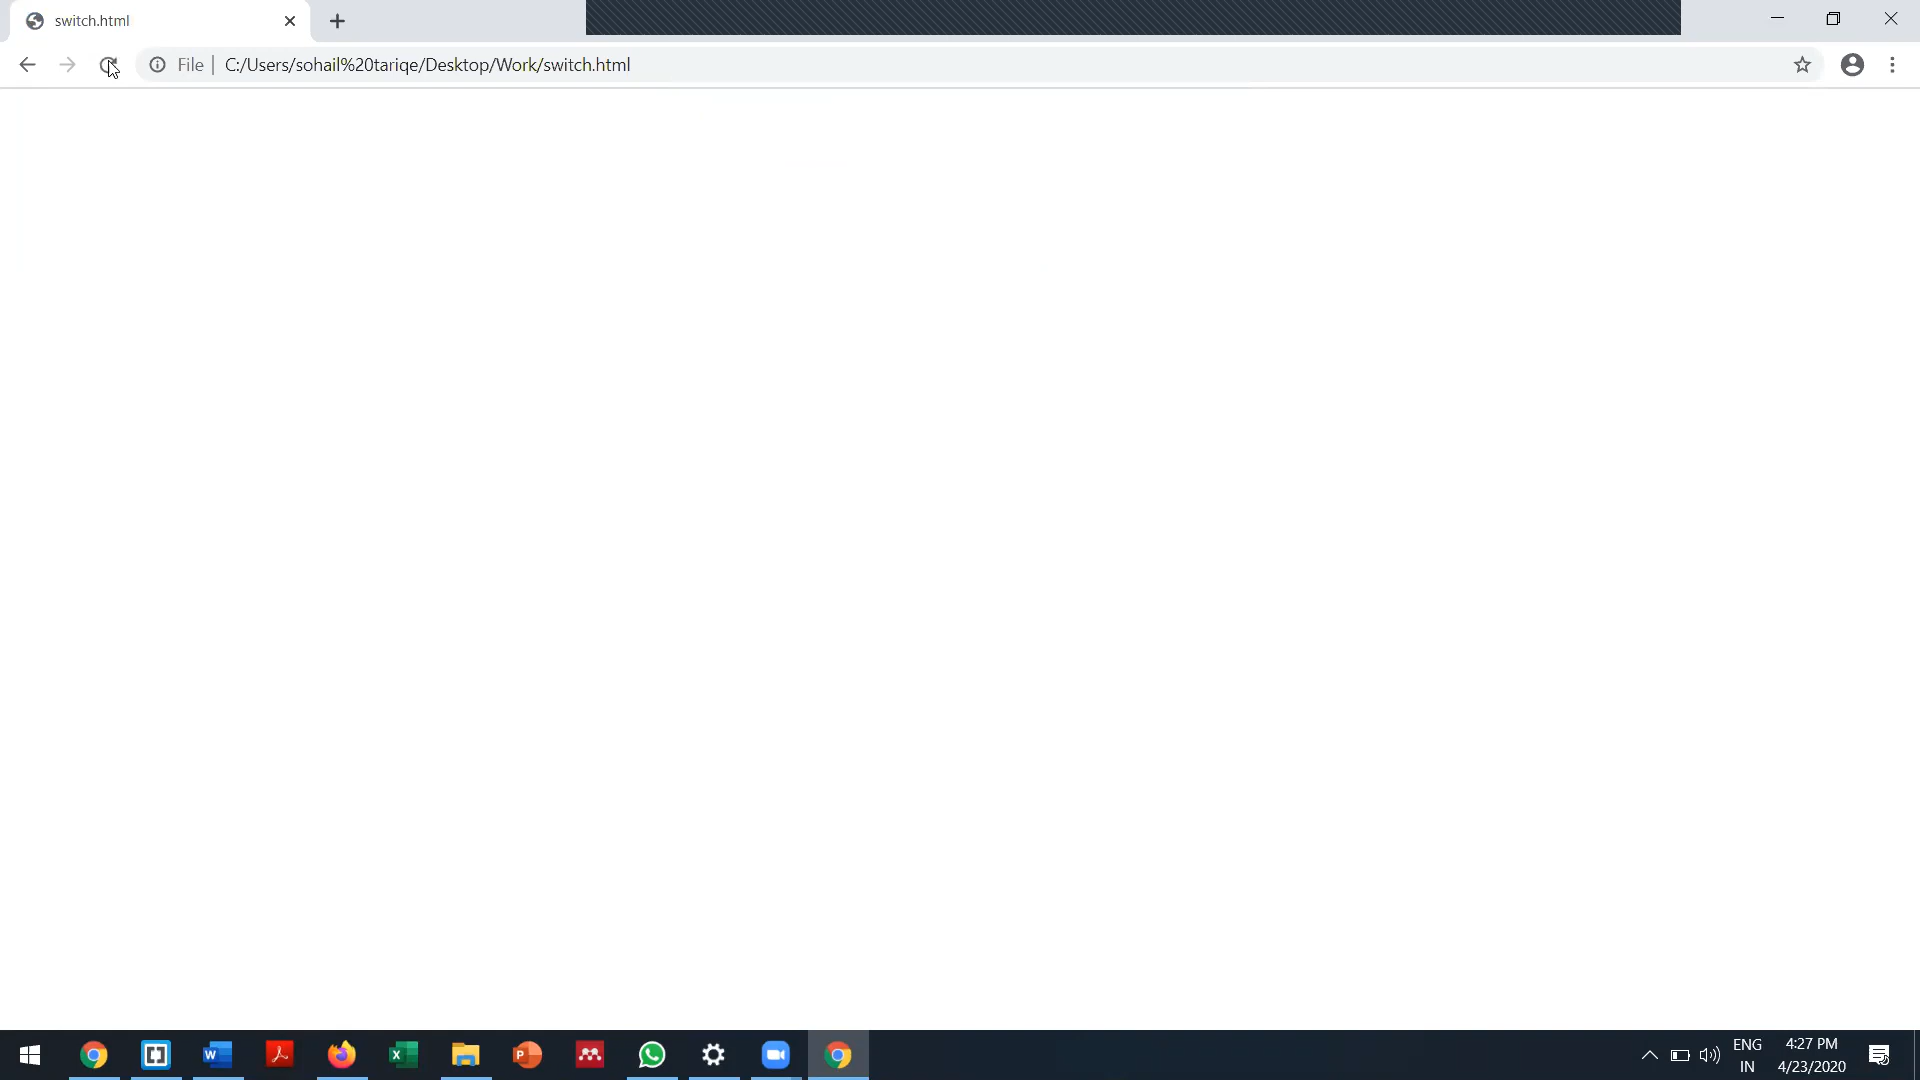 switch.html
File | C:/Users/sohail%20tariqe/Desktop/Work/switch.html
ENG
IN
4:27 PM
4/23/2020